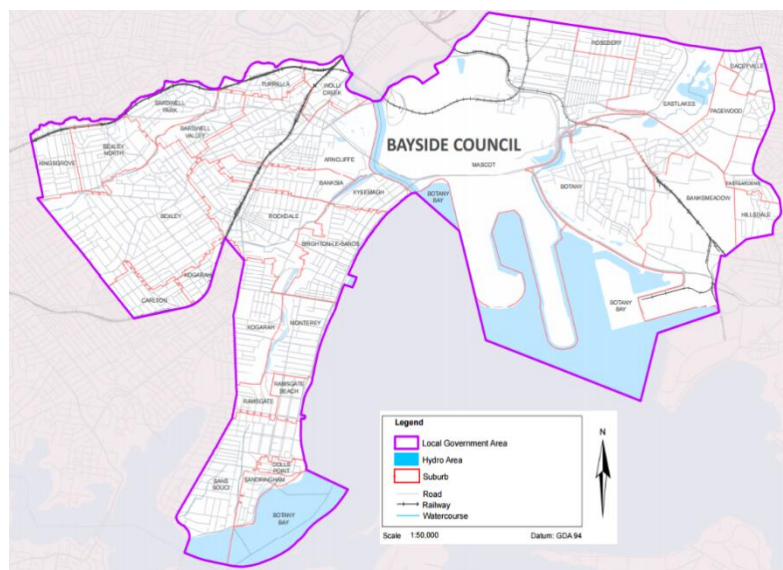 ROSEBERY
DACEYVILLE
TURRELLA
WOLLI
CREEK
BARDWELL
PARK
EASTLAKES
PAGEWOOD
BARDWELL
VALLEY
BEXLEY
NORTH
KINGSGROVE
BAYSIDE COUNCIL
ARNCLIFFE
MASCOT
BANKSIA
KYEEMAGH
BOTANY
BAY
BOTANY
EASTGARDENS
BANKSMEADOW
HILLSDALE
BEXLEY
ROCKDALE
BRIGHTON-LE-SANDS
KOGARAH
CARLTON
BOTANY
BAY
KOGARAH
MONTEREY
RAMSGATE
BEACH
RAMSGATE
DOLLS
POINT
SANS
SOUCI
SANDRINGHAM
BOTANY
BAY
Legend
Local Government Area
Hydro Area
Suburb
Road
Railway
Watercourse
N
Scale 1:50,000 Datum: GDA 94